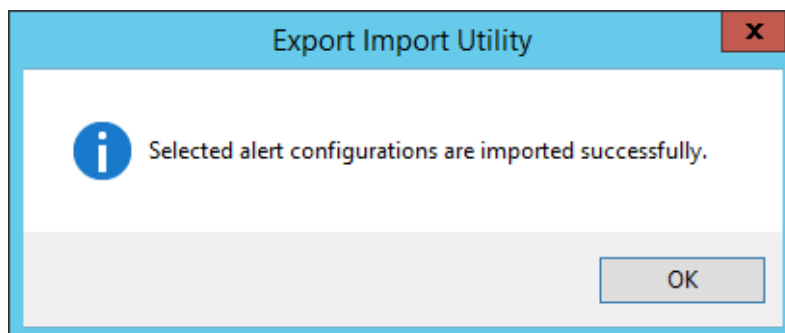 Export Import Utility
x
Selected alert configurations are imported successfully.
OK